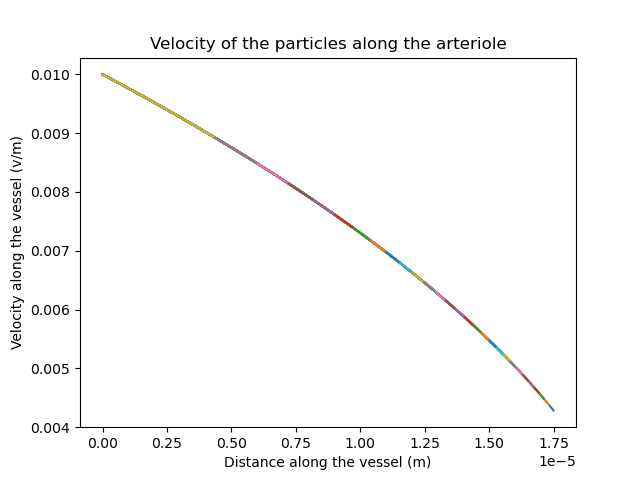 Velocity of the particles along the arteriole
0.010
0.009
0.008
0.007
0.006
0.005
0.004
Velocity along the vessel (v/m)
0.00 0.25 0.50 0.75 1.00 1.25 1.50 1.75
1e−5
Distance along the vessel (m)